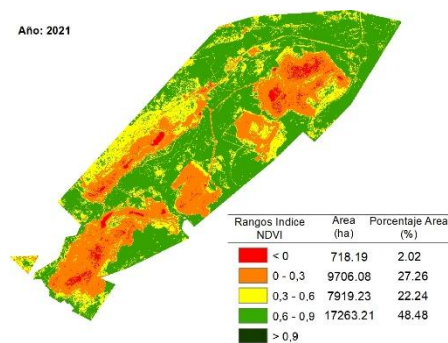 Año: 2021
Rangos Indice NDVI Area (ha) Porcentaje Area (%)
< 0 718.19 2.02
0 - 0,3 9706.08 27.26
0,3 - 0,6 7919.23 22.24
0,6 - 0,9 17263.21 48.48
> 0,9